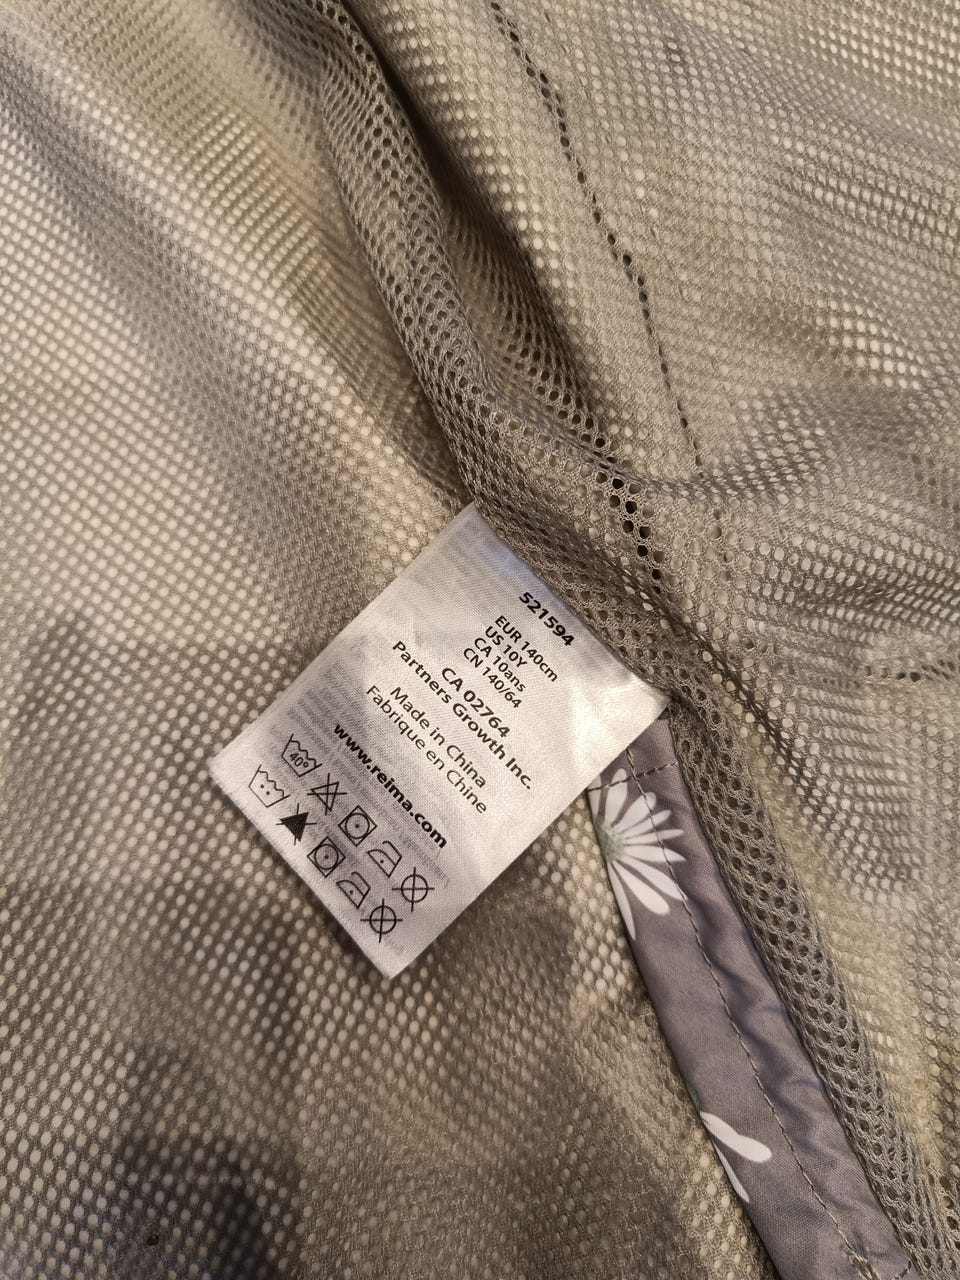 521594
EUR 140cm
US 10Y
CA 10ans
CN 140/64
CA 02764
Partners Growth Inc.
Made in China
Fabrique en Chine
www.reima.com
40°